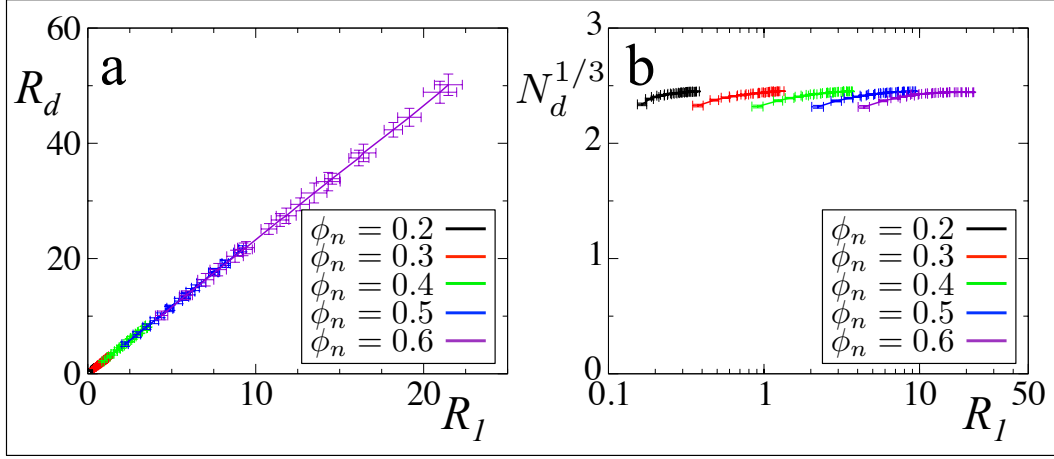 a
R_d
60
40
20
0
0
5
10
15
20
R_1
ϕ_n = 0.2
ϕ_n = 0.3
ϕ_n = 0.4
ϕ_n = 0.5
ϕ_n = 0.6
b
N_d^{1/3}
3
2
1
0
0.1
1
10
50
R_1
ϕ_n = 0.2
ϕ_n = 0.3
ϕ_n = 0.4
ϕ_n = 0.5
ϕ_n = 0.6